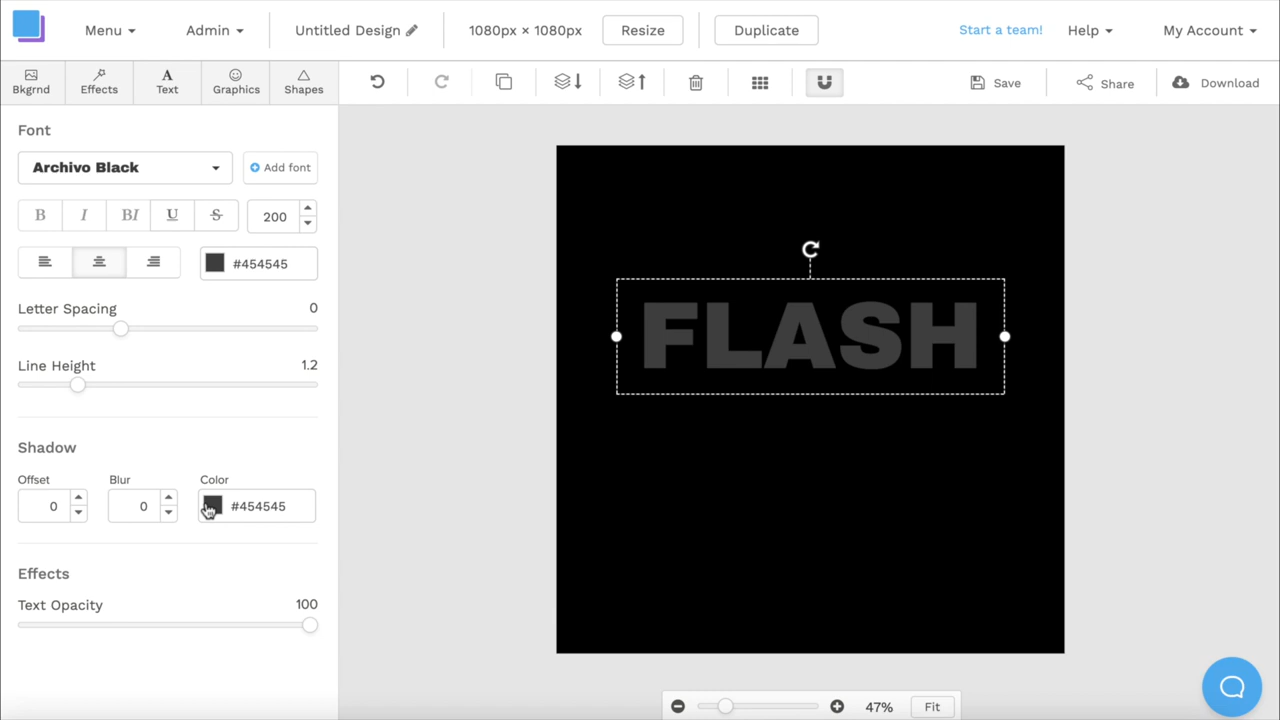 Menu Admin Untitled Design 1080px × 1080px Resize Duplicate Start a team! Help My Account
Bkgrnd Effects Text Graphics Shapes Save Share Download
Font
Archivo Black Add font
B I BI U S 200
#454545
Letter Spacing 0
Line Height 1.2
Shadow
Offset Blur Color
0 0 #454545
Effects
Text Opacity 100
FLASH
47% Fit